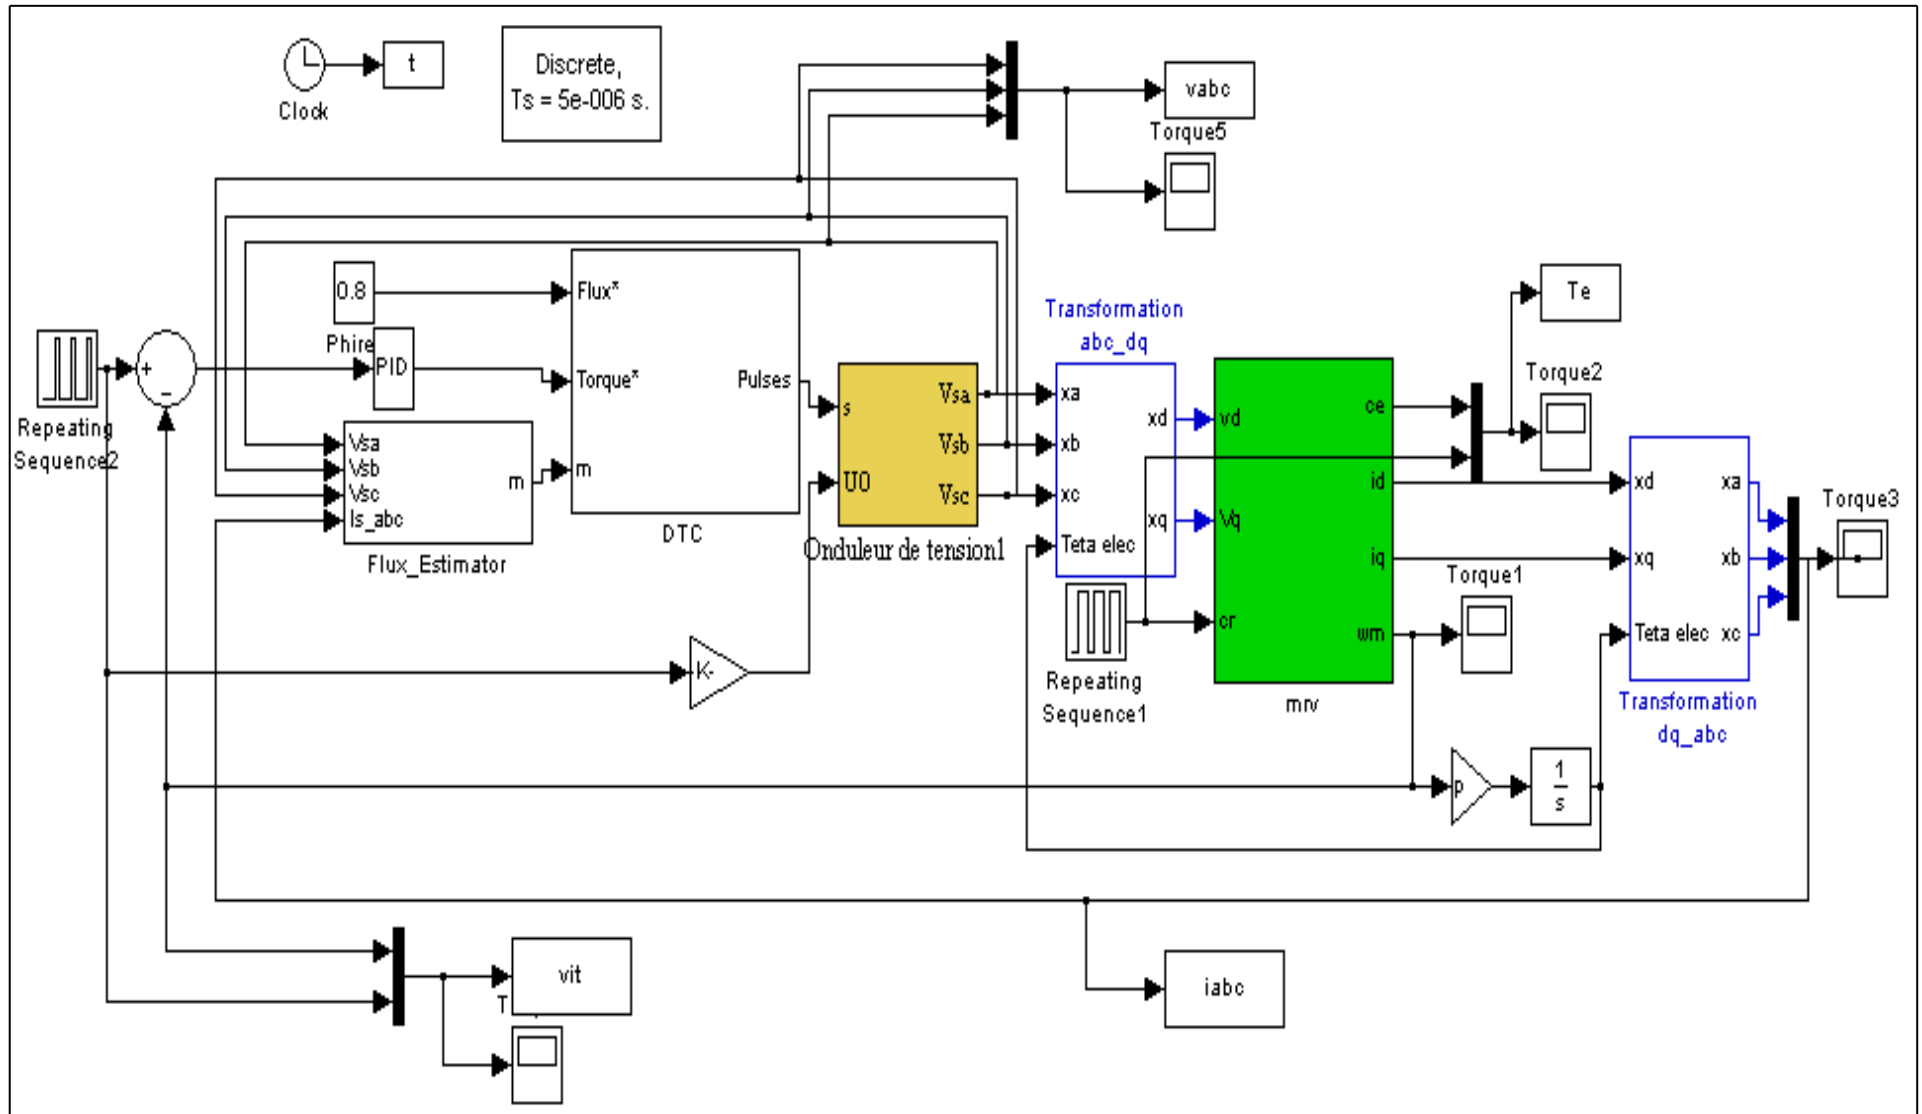 Clock
t
Discrete,
Ts = 5e-006 s.
vabc
Torque5
0.8
Phire
PID
Repeating
Sequence2
+
−
Vsa
Vsb
Vsc
Is_abc
m
Flux_Estimator
Flux*
Torque*
m
Pulses
DTC
s
U0
Vsa
Vsb
Vsc
Onduleur de tension1
K-
Transformation
abc_dq
xa
xb
xc
Teta elec
xd
xq
Repeating
Sequence1
vd
Vq
cr
ce
id
iq
wm
mrv
Te
Torque2
Torque1
p
1
s
xd
xq
Teta elec
xa
xb
xc
Transformation
dq_abc
Torque3
vit
T
iabc